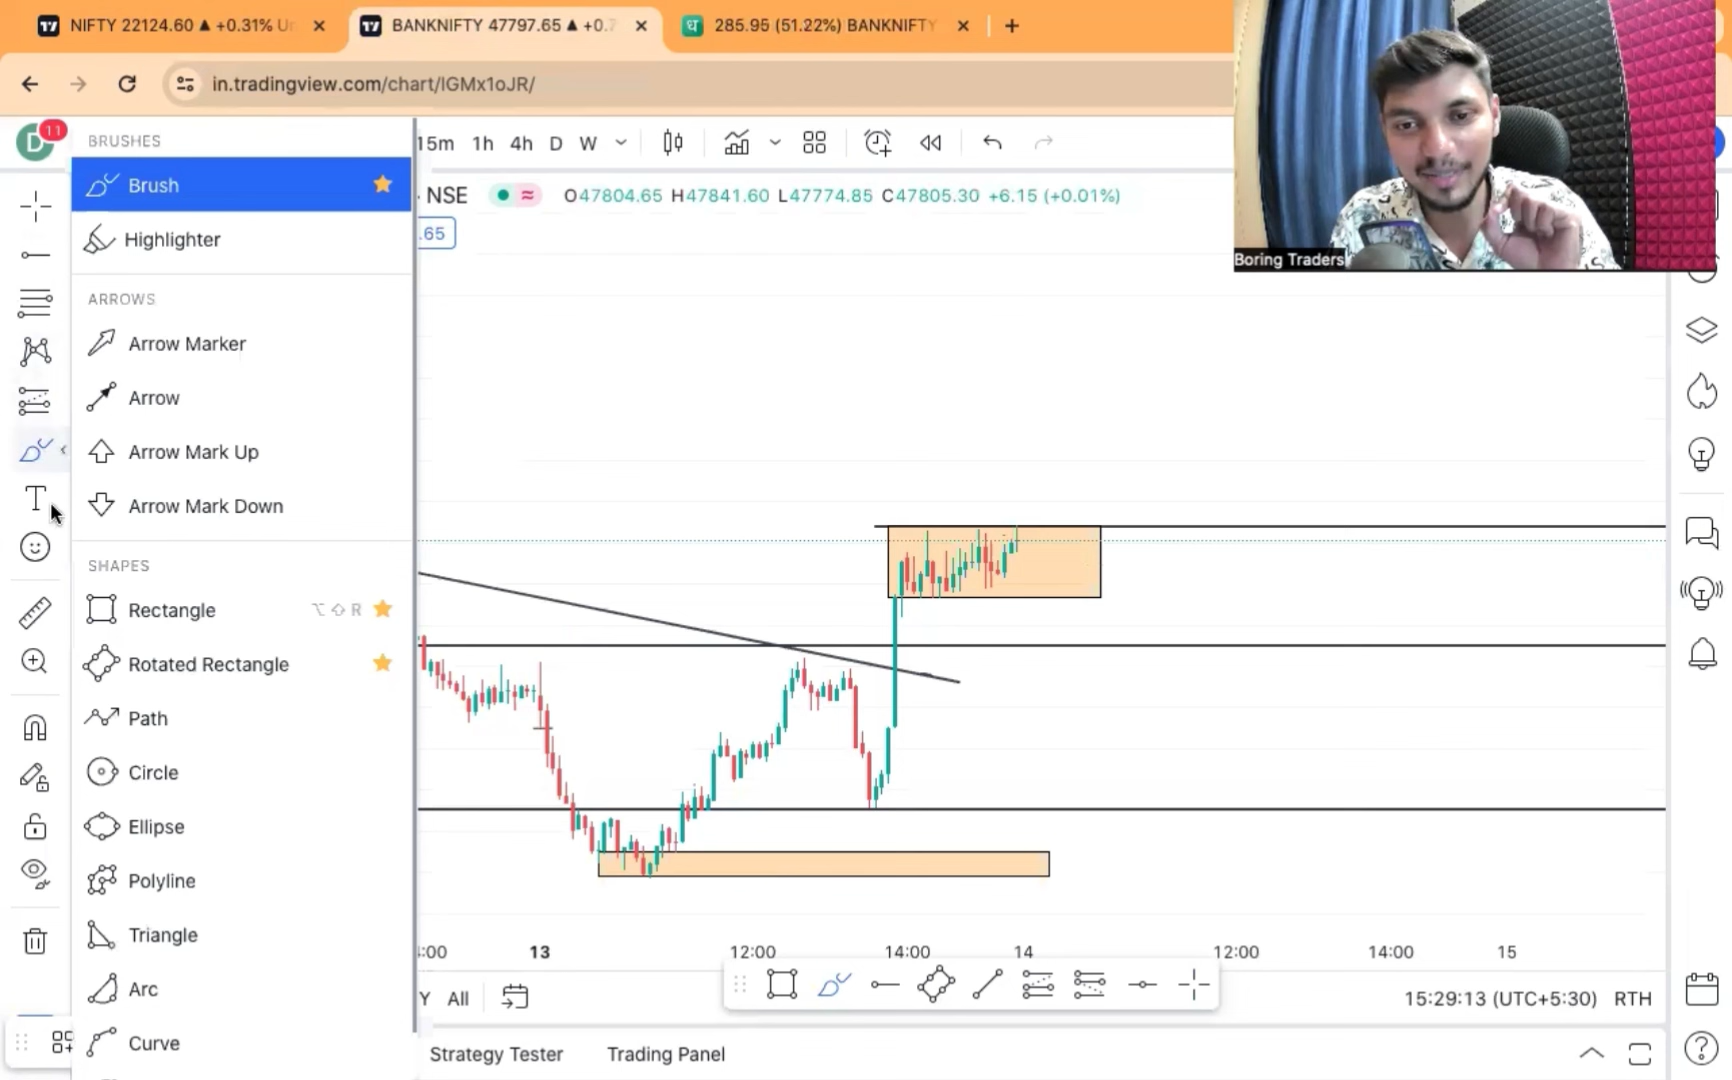 NIFTY 22124.60 ▲ +0.31% Un
BANKNIFTY 47797.65 ▲ +0.7
285.95 (51.22%) BANKNIFTY
in.tradingview.com/chart/lGMx1oJR/
D
11
BRUSHES
Brush
Highlighter
ARROWS
Arrow Marker
Arrow
Arrow Mark Up
Arrow Mark Down
SHAPES
Rectangle ⌥ ⇧ R
Rotated Rectangle
Path
Circle
Ellipse
Polyline
Triangle
Arc
Curve
15m 1h 4h D W
· NSE
O47804.65 H47841.60 L47774.85 C47805.30 +6.15 (+0.01%)
.65
Boring Traders
:00 13 12:00 14:00 14 12:00 14:00 15
Y All
15:29:13 (UTC+5:30) RTH
Strategy Tester Trading Panel